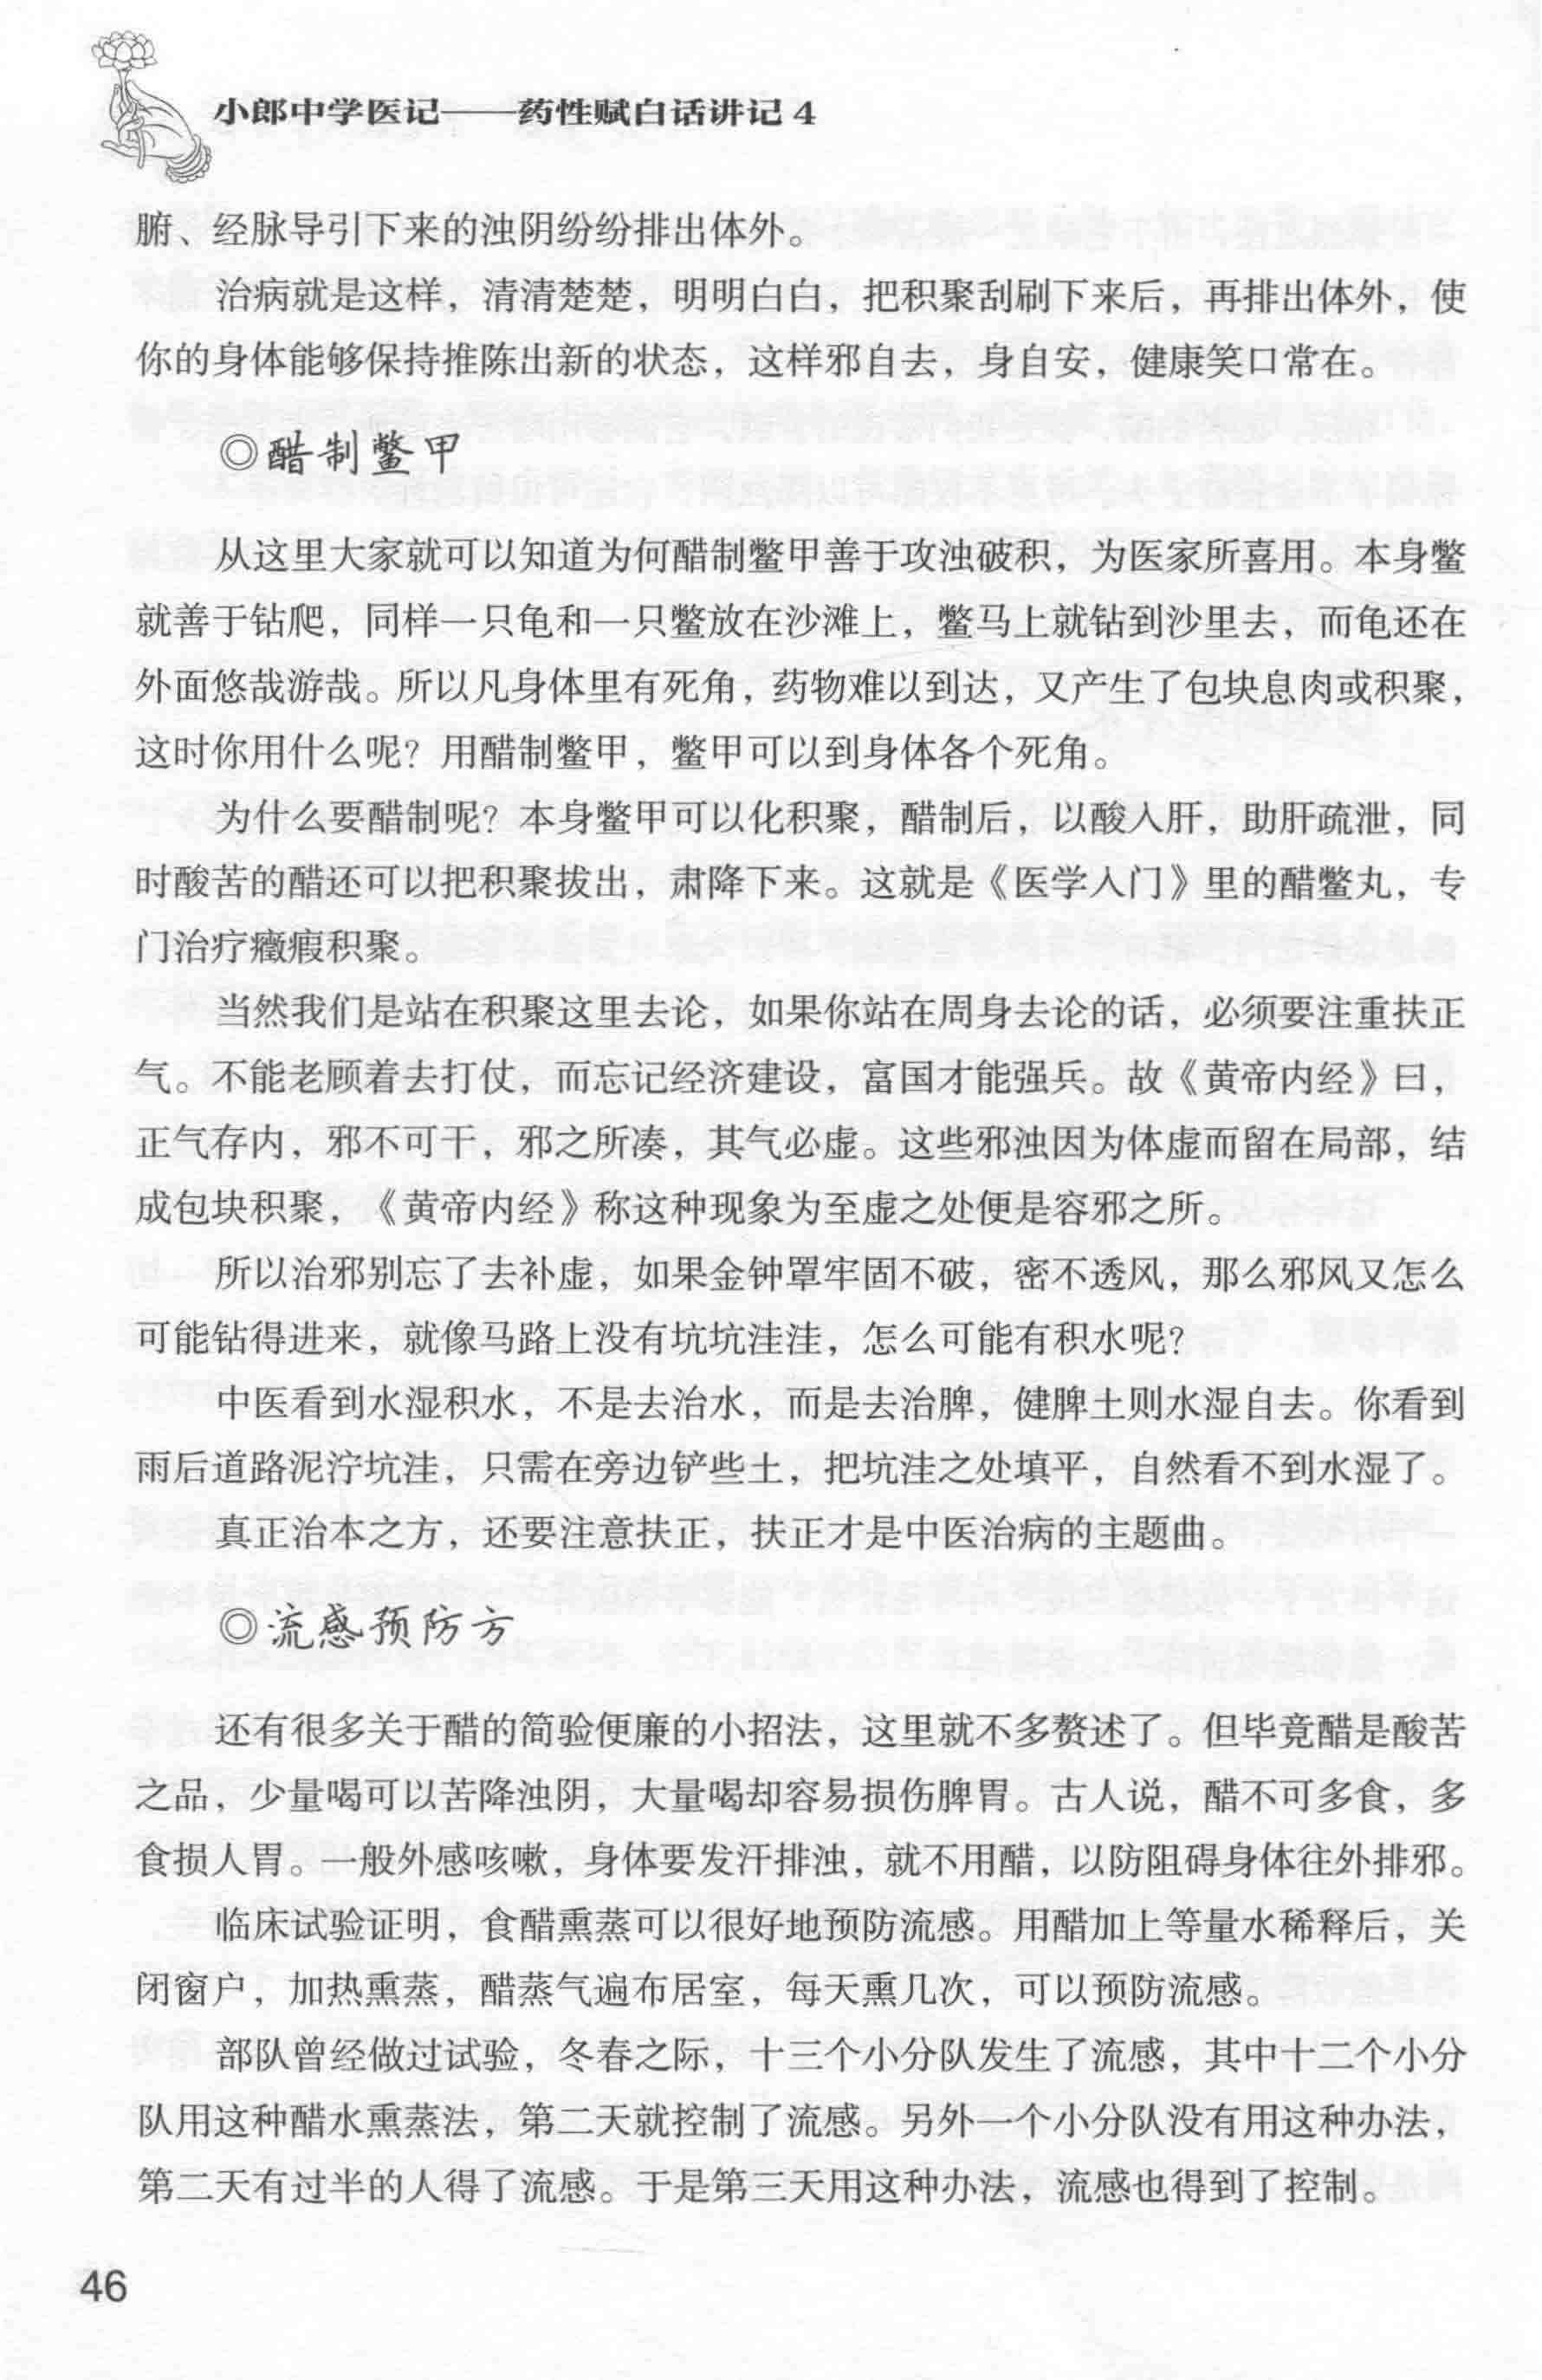 小郎中学医记——药性赋白话讲记 4
腑、经脉导引下来的浊阴纷纷排出体外。
治病就是这样，清清楚楚，明明白白，把积聚刮刷下来后，再排出体外，使
你的身体能够保持推陈出新的状态，这样邪自去，身自安，健康笑口常在。
◎醋制鳖甲
从这里大家就可以知道为何醋制鳖甲善于攻浊破积，为医家所喜用。本身鳖
就善于钻爬，同样一只龟和一只鳖放在沙滩上，鳖马上就钻到沙里去，而龟还在
外面悠哉游哉。所以凡身体里有死角，药物难以到达，又产生了包块息肉或积聚，
这时你用什么呢？用醋制鳖甲，鳖甲可以到身体各个死角。
为什么要醋制呢？本身鳖甲可以化积聚，醋制后，以酸入肝，助肝疏泄，同
时酸苦的醋还可以把积聚拔出，肃降下来。这就是《医学入门》里的醋鳖丸，专
门治疗癥瘕积聚。
当然我们是站在积聚这里去论，如果你站在周身去论的话，必须要注重扶正
气。不能老顾着去打仗，而忘记经济建设，富国才能强兵。故《黄帝内经》曰，
正气存内，邪不可干，邪之所凑，其气必虚。这些邪浊因为体虚而留在局部，结
成包块积聚，《黄帝内经》称这种现象为至虚之处便是容邪之所。
所以治邪别忘了去补虚，如果金钟罩牢固不破，密不透风，那么邪风又怎么
可能钻得进来，就像马路上没有坑坑洼洼，怎么可能有积水呢？
中医看到水湿积水，不是去治水，而是去治脾，健脾土则水湿自去。你看到
雨后道路泥泞坑洼，只需在旁边铲些土，把坑洼之处填平，自然看不到水湿了。
真正治本之方，还要注意扶正，扶正才是中医治病的主题曲。
◎流感预防方
还有很多关于醋的简验便廉的小招法，这里就不多赘述了。但毕竟醋是酸苦
之品，少量喝可以苦降浊阴，大量喝却容易损伤脾胃。古人说，醋不可多食，多
食损人胃。一般外感咳嗽，身体要发汗排浊，就不用醋，以防阻碍身体往外排邪。
临床试验证明，食醋熏蒸可以很好地预防流感。用醋加上等量水稀释后，关
闭窗户，加热熏蒸，醋蒸气遍布居室，每天熏几次，可以预防流感。
部队曾经做过试验，冬春之际，十三个小分队发生了流感，其中十二个小分
队用这种醋水熏蒸法，第二天就控制了流感。另外一个小分队没有用这种办法，
第二天有过半的人得了流感。于是第三天用这种办法，流感也得到了控制。
46